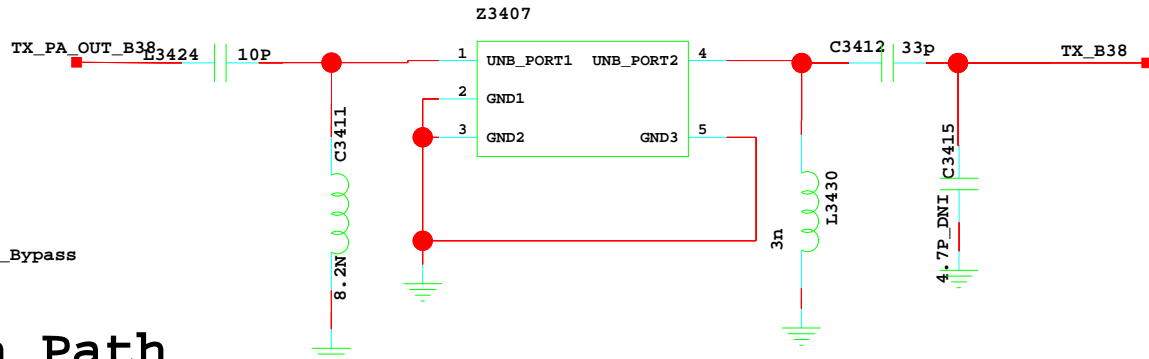 Z3407
TX_PA_OUT_B38
L3424
10P
1
UNB_PORT1
UNB_PORT2
4
C3412
33p
TX_B38
2
GND1
3
GND2
GND3
5
C3411
8.2N
L3430
3n
C3415
4.7P_DNI
_Bypass
Path